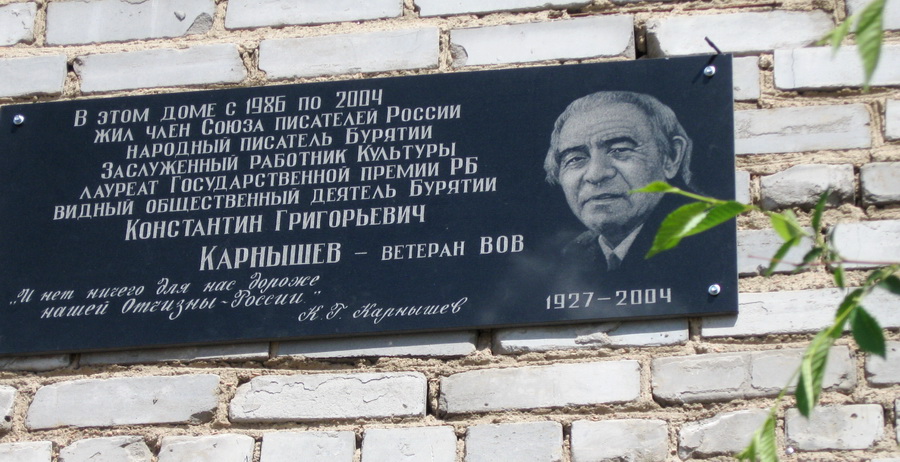 В этом доме с 1986 по 2004
жил член Союза писателей России
народный писатель Бурятии
Заслуженный работник Культуры
лауреат Государственной премии РБ
видный общественный деятель Бурятии
Константин Григорьевич
Карнышев – ветеран ВОВ
„И нет ничего для нас дороже
нашей Отчизны-России."
К.Г. Карнышев
1927–2004